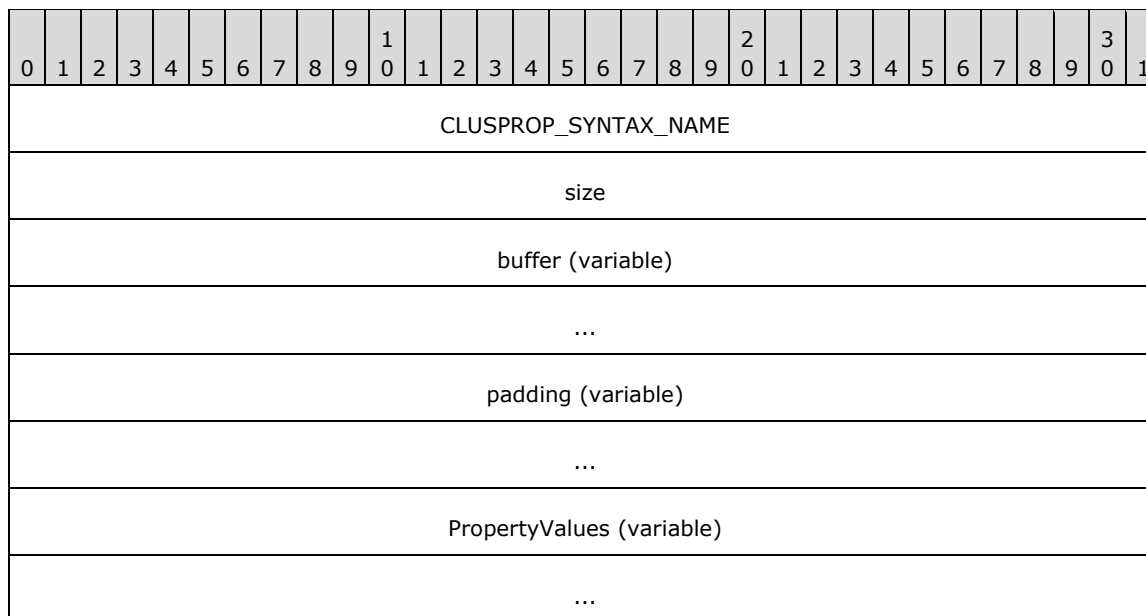 1 2 3
0 1 2 3 4 5 6 7 8 9 0 1 2 3 4 5 6 7 8 9 0 1 2 3 4 5 6 7 8 9 0 1
CLUSPROP_SYNTAX_NAME
size
buffer (variable)
...
padding (variable)
...
PropertyValues (variable)
...